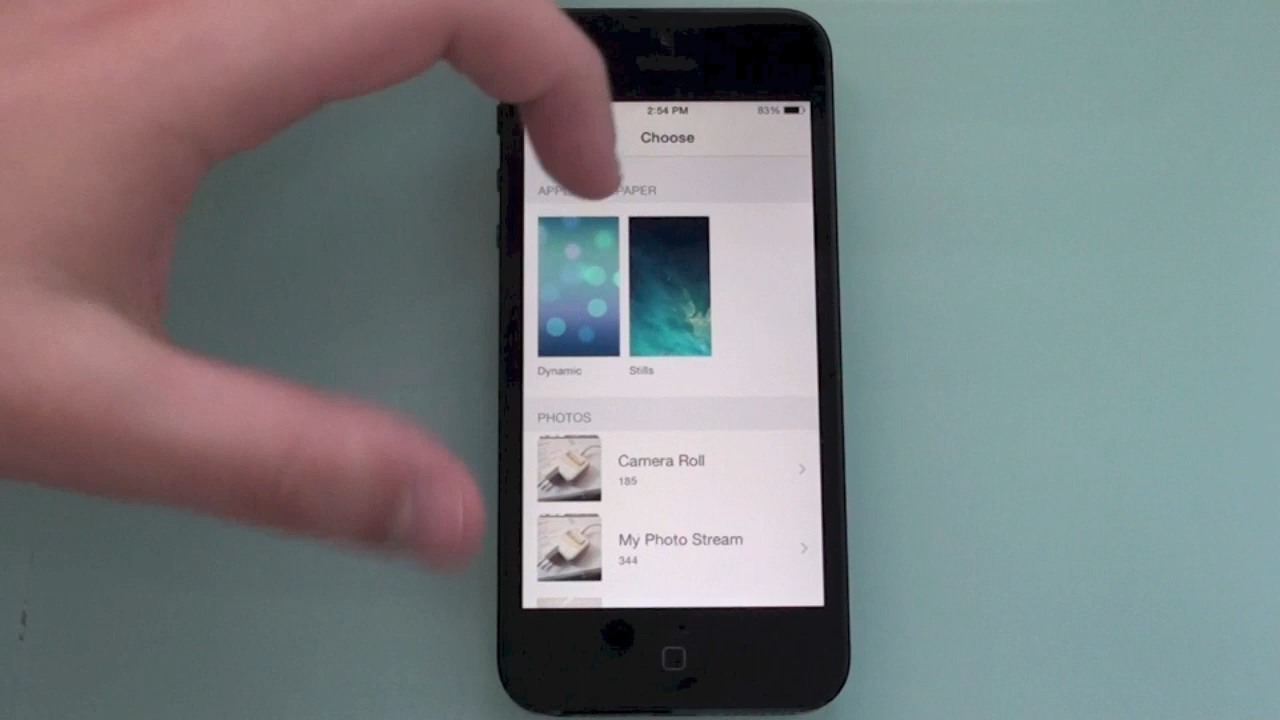 2:54 PM 83%
Choose
PAPER
Dynamic Stills
PHOTOS
Camera Roll
185
My Photo Stream
344